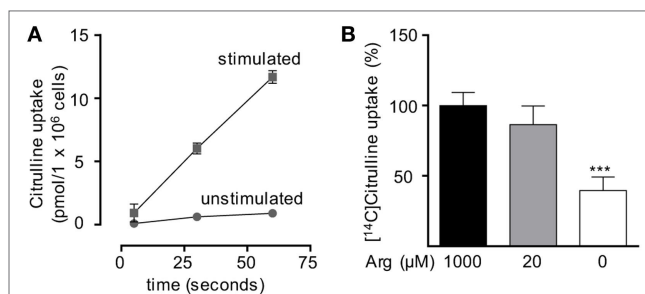 A
Citrulline uptake
(pmol/1 x 10⁶ cells)
15
10
5
0
stimulated
unstimulated
0 25 50 75
time (seconds)
B
[¹⁴C]Citrulline uptake (%)
150
100
50
***
Arg (µM) 1000 20 0